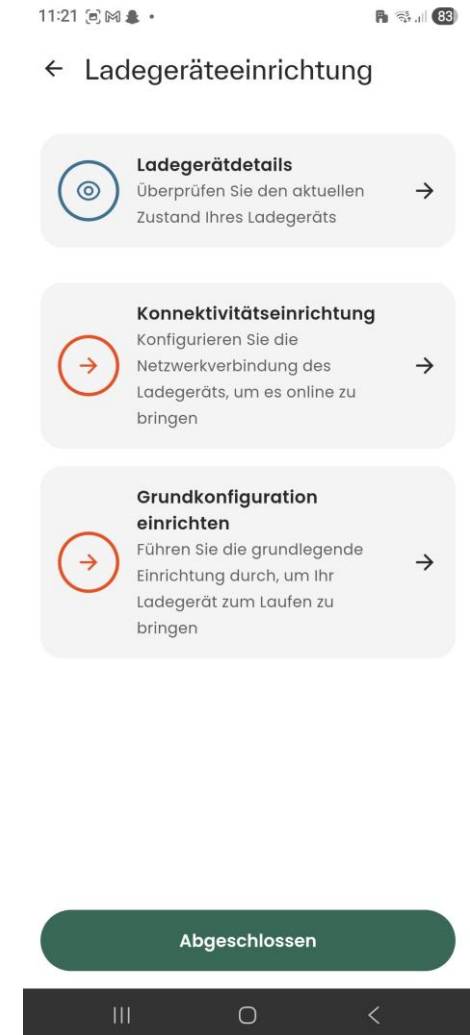 11:21
83
Ladegeräteeinrichtung
Ladegerätdetails
Überprüfen Sie den aktuellen
Zustand Ihres Ladegeräts
Konnektivitätseinrichtung
Konfigurieren Sie die
Netzwerkverbindung des
Ladegeräts, um es online zu
bringen
Grundkonfiguration
einrichten
Führen Sie die grundlegende
Einrichtung durch, um Ihr
Ladegerät zum Laufen zu
bringen
Abgeschlossen